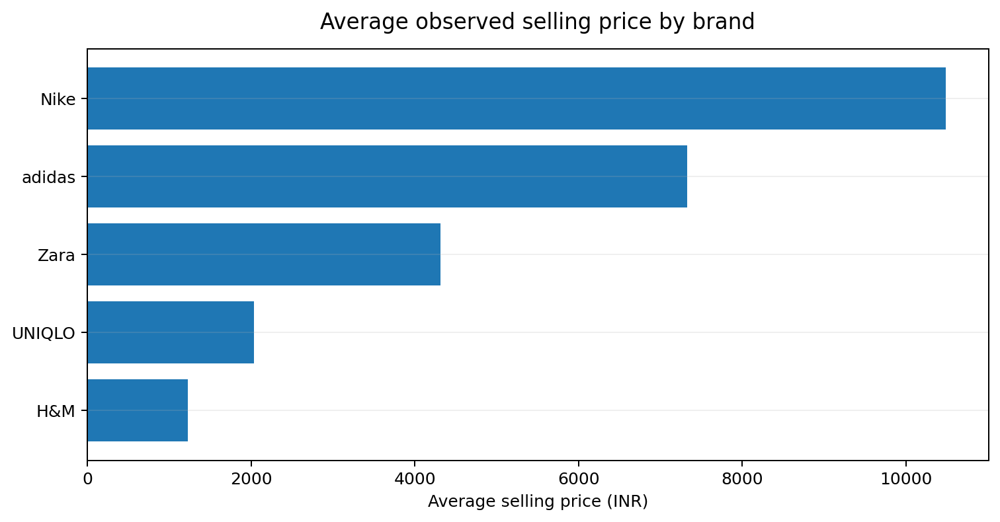 Average observed selling price by brand
Nike
adidas
Zara
UNIQLO
H&M
0 2000 4000 6000 8000 10000
Average selling price (INR)